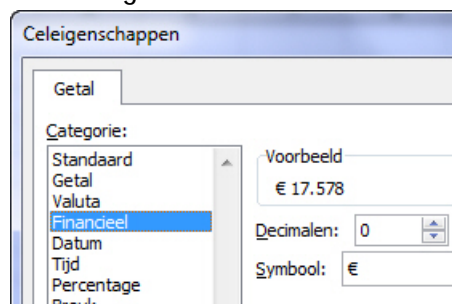 Celeigenschappen
Getal
Categorie:
Standaard
Getal
Valuta
Financieel
Datum
Tijd
Percentage
Voorbeeld
€ 17.578
Decimalen: 0
Symbool: €